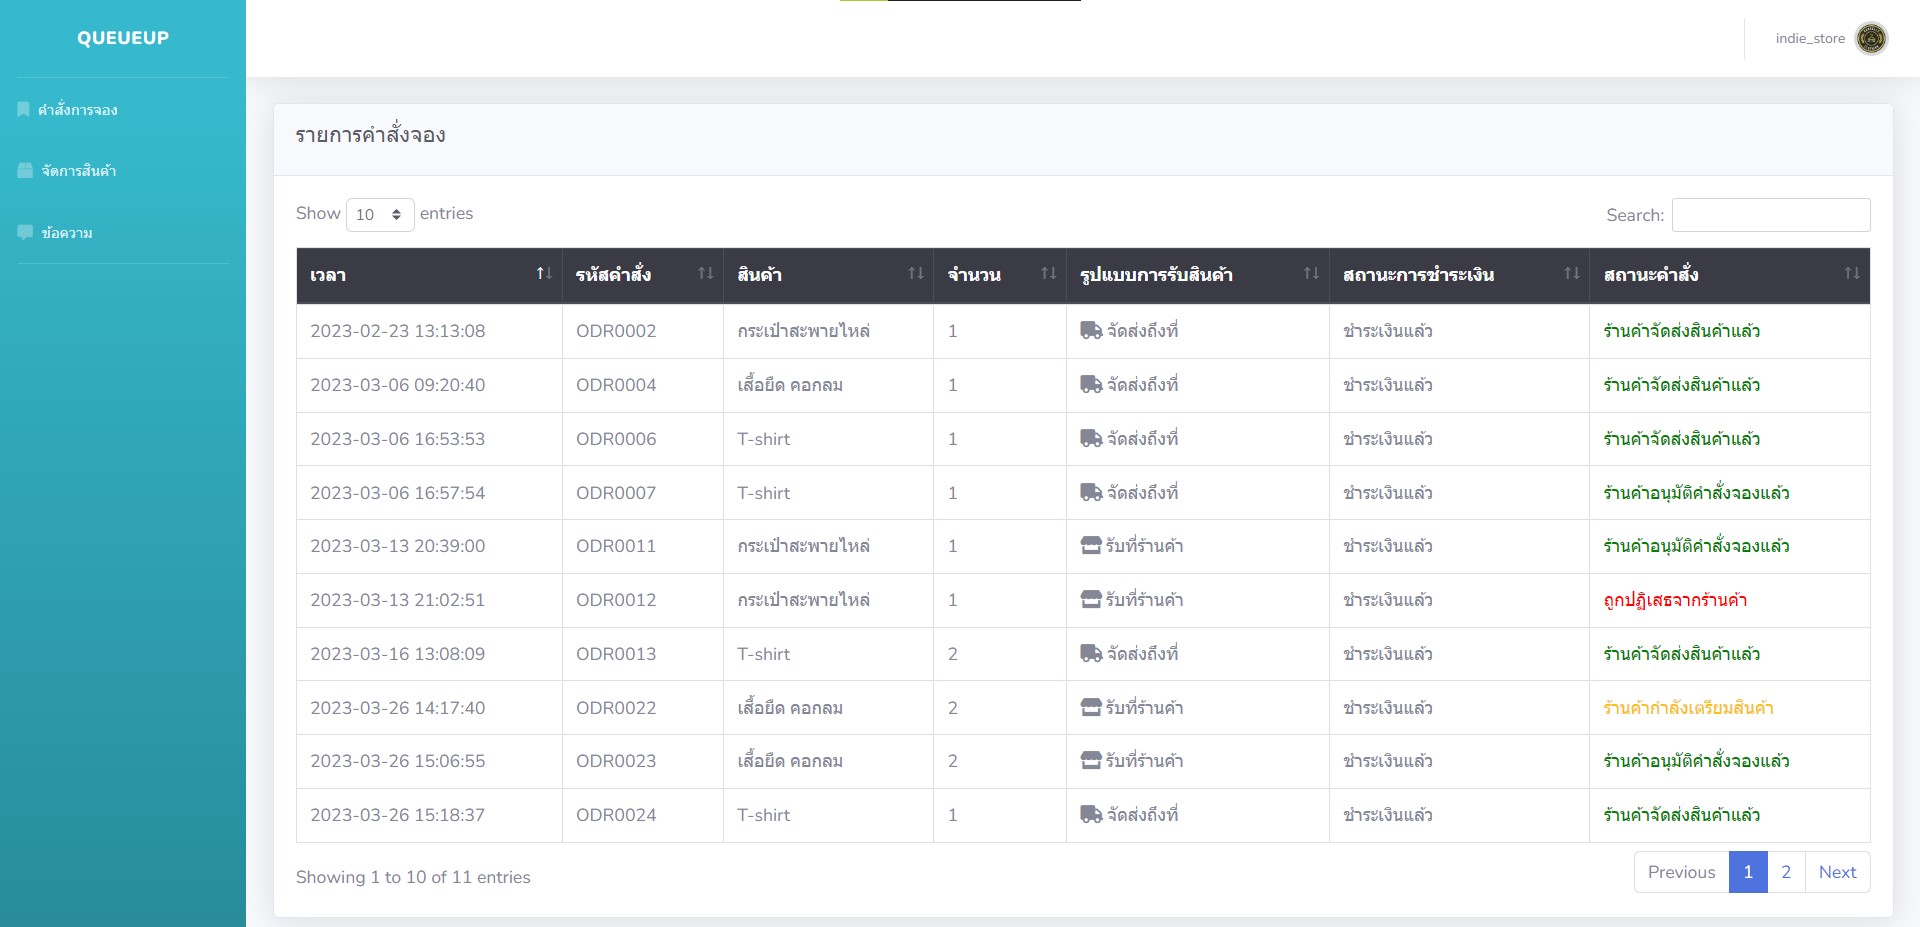 QUEUEUP
indie_store
คำสั่งการจอง
จัดการสินค้า
ข้อความ
รายการคำสั่งจอง
Show 10 entries
Search:
เวลา รหัสคำสั่ง สินค้า จำนวน รูปแบบการรับสินค้า สถานะการชำระเงิน สถานะคำสั่ง
2023-02-23 13:13:08 ODR0002 กระเป๋าสะพายไหล่ 1 จัดส่งถึงที่ ชำระเงินแล้ว ร้านค้าจัดส่งสินค้าแล้ว
2023-03-06 09:20:40 ODR0004 เสื้อยืด คอกลม 1 จัดส่งถึงที่ ชำระเงินแล้ว ร้านค้าจัดส่งสินค้าแล้ว
2023-03-06 16:53:53 ODR0006 T-shirt 1 จัดส่งถึงที่ ชำระเงินแล้ว ร้านค้าจัดส่งสินค้าแล้ว
2023-03-06 16:57:54 ODR0007 T-shirt 1 จัดส่งถึงที่ ชำระเงินแล้ว ร้านค้าอนุมัติคำสั่งจองแล้ว
2023-03-13 20:39:00 ODR0011 กระเป๋าสะพายไหล่ 1 รับที่ร้านค้า ชำระเงินแล้ว ร้านค้าอนุมัติคำสั่งจองแล้ว
2023-03-13 21:02:51 ODR0012 กระเป๋าสะพายไหล่ 1 รับที่ร้านค้า ชำระเงินแล้ว ถูกปฏิเสธจากร้านค้า
2023-03-16 13:08:09 ODR0013 T-shirt 2 จัดส่งถึงที่ ชำระเงินแล้ว ร้านค้าจัดส่งสินค้าแล้ว
2023-03-26 14:17:40 ODR0022 เสื้อยืด คอกลม 2 รับที่ร้านค้า ชำระเงินแล้ว ร้านค้ากำลังเตรียมสินค้า
2023-03-26 15:06:55 ODR0023 เสื้อยืด คอกลม 2 รับที่ร้านค้า ชำระเงินแล้ว ร้านค้าอนุมัติคำสั่งจองแล้ว
2023-03-26 15:18:37 ODR0024 T-shirt 1 จัดส่งถึงที่ ชำระเงินแล้ว ร้านค้าจัดส่งสินค้าแล้ว
Showing 1 to 10 of 11 entries
Previous 1 2 Next